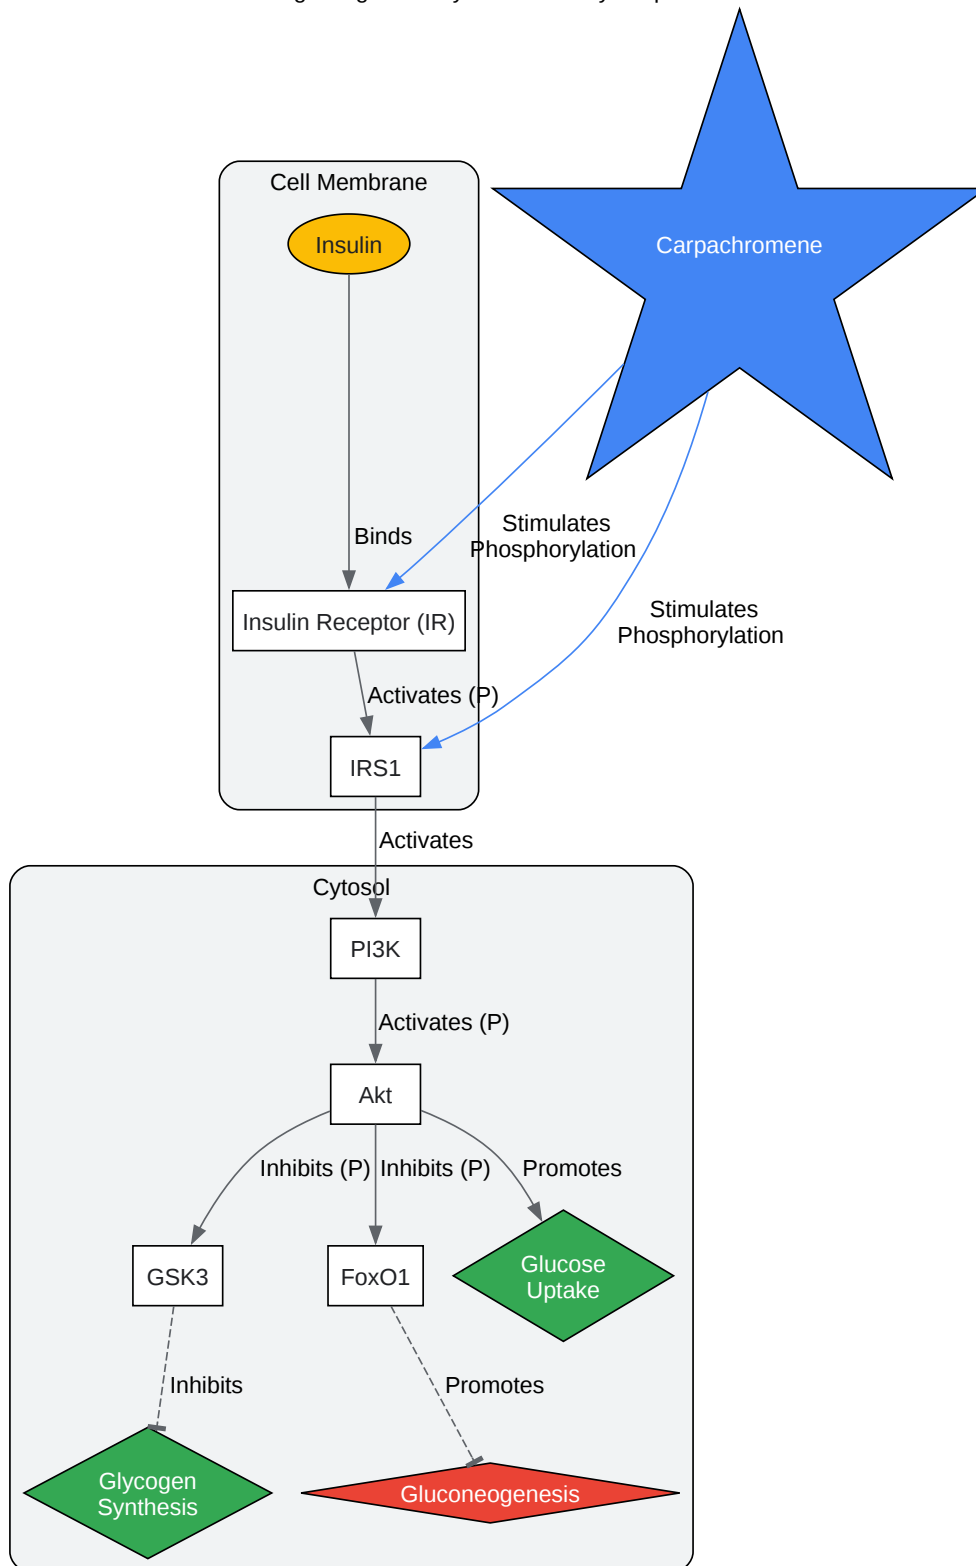 Cell Membrane
Insulin
Carpachromene
Binds
Stimulates
Phosphorylation
Insulin Receptor (IR)
Stimulates
Phosphorylation
Activates (P)
IRS1
Activates
Cytosol
PI3K
Activates (P)
Akt
Inhibits (P)
Inhibits (P)
Promotes
GSK3
FoxO1
Glucose
Uptake
Inhibits
Promotes
Glycogen
Synthesis
Gluconeogenesis